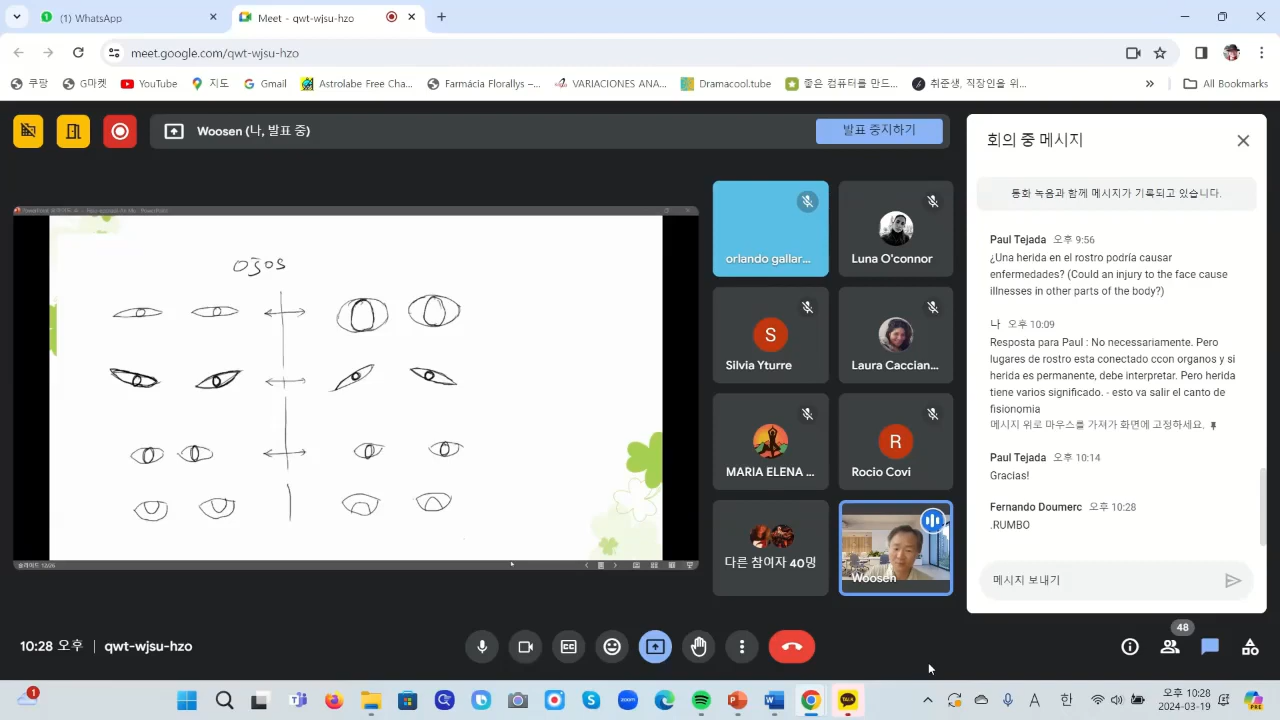 (1) WhatsApp
Meet - qwt-wjsu-hzo
meet.google.com/qwt-wjsu-hzo
쿠팡
G마켓
YouTube
지도
Gmail
Astrolabe Free Cha...
Farmácia Florallys –...
VARIACIONES ANA...
Dramacool.tube
좋은 컴퓨터를 만드...
취준생, 직장인을 위...
All Bookmarks
Woosen (나, 발표 중)
발표 중지하기
ojos
슬라이드 12/26
orlando gallar...
Luna O'connor
S
Silvia Yturre
Laura Caccian...
MARIA ELENA ...
R
Rocio Covi
다른 참여자 40명
Woosen
회의 중 메시지
통화 녹음과 함께 메시지가 기록되고 있습니다.
Paul Tejada 오후 9:56
¿Una herida en el rostro podría causar
enfermedades? (Could an injury to the face cause
illnesses in other parts of the body?)
나 오후 10:09
Resposta para Paul : No necessariamente. Pero
lugares de rostro esta conectado ccon organos y si
herida es permanente, debe interpretar. Pero herida
tiene varios significado. - esto va salir el canto de
fisionomia
메시지 위로 마우스를 가져가 화면에 고정하세요.
Paul Tejada 오후 10:14
Gracias!
Fernando Doumerc 오후 10:28
.RUMBO
메시지 보내기
10:28 오후 | qwt-wjsu-hzo
48
1
zoom
TALK
A
한
오후 10:28
2024-03-19
PRE